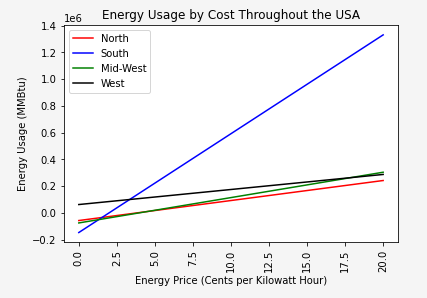 Energy Usage by Cost Throughout the USA
1e6
North
South
Mid-West
West
1.4
1.2
1.0
0.8
0.6
0.4
0.2
0.0
−0.2
Energy Usage (MMBtu)
0.0
2.5
5.0
7.5
10.0
12.5
15.0
17.5
20.0
Energy Price (Cents per Kilowatt Hour)